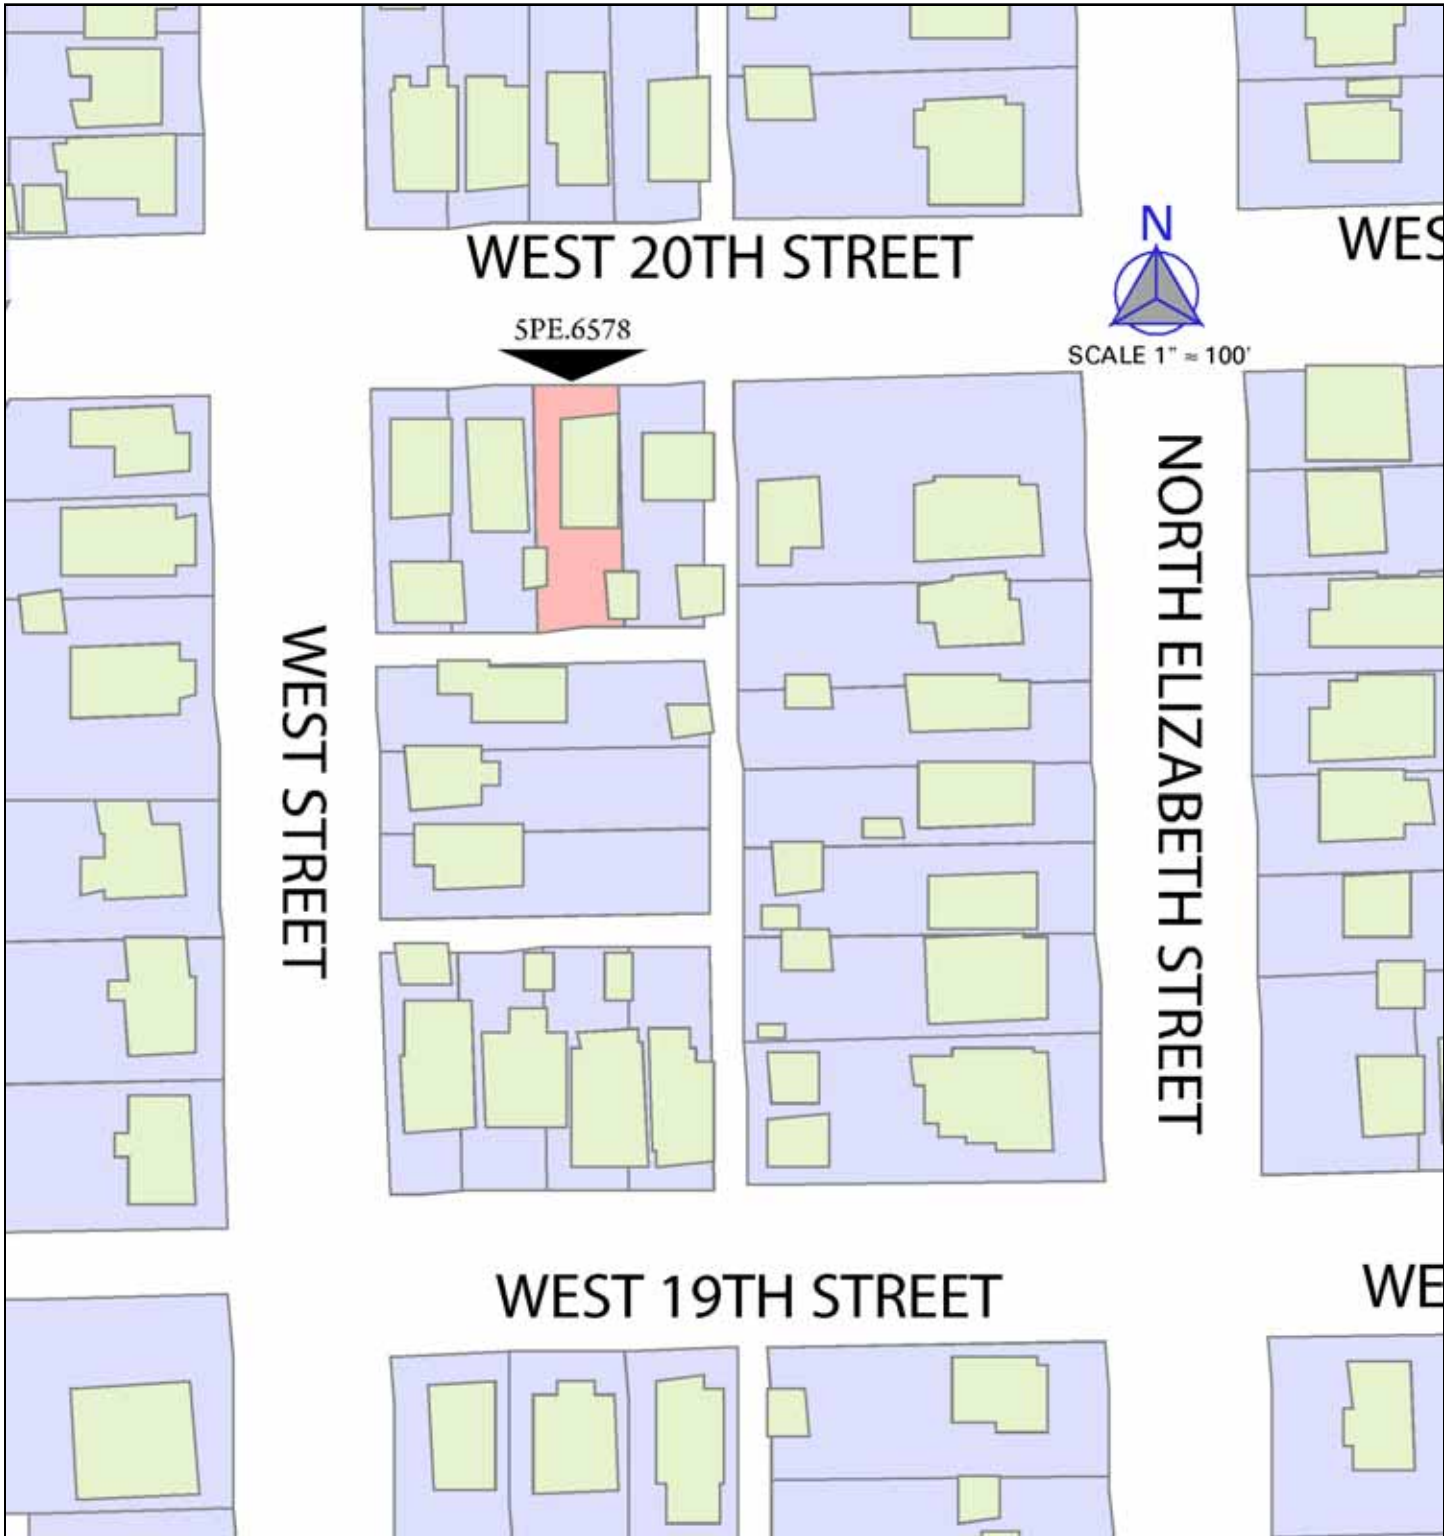 WEST 20TH STREET
N
WES
5PE.6578
SCALE 1" ≈ 100'
NORTH ELIZABETH STREET
WEST STREET
WEST 19TH STREET
WE